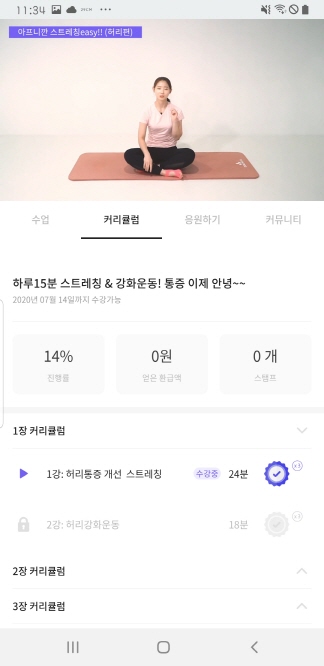 11:34
아프니깐 스트레칭easy!! (허리편)
수업 커리큘럼 응원하기 커뮤니티
하루15분 스트레칭 & 강화운동! 통증 이제 안녕~~
2020년 07월 14일까지 수강가능
14% 0원 0 개
진행률 얻은 환급액 스탬프
1장 커리큘럼
1강: 허리통증 개선 스트레칭 수강중 24분 x3
2강: 허리강화운동 18분 x3
2장 커리큘럼
3장 커리큘럼